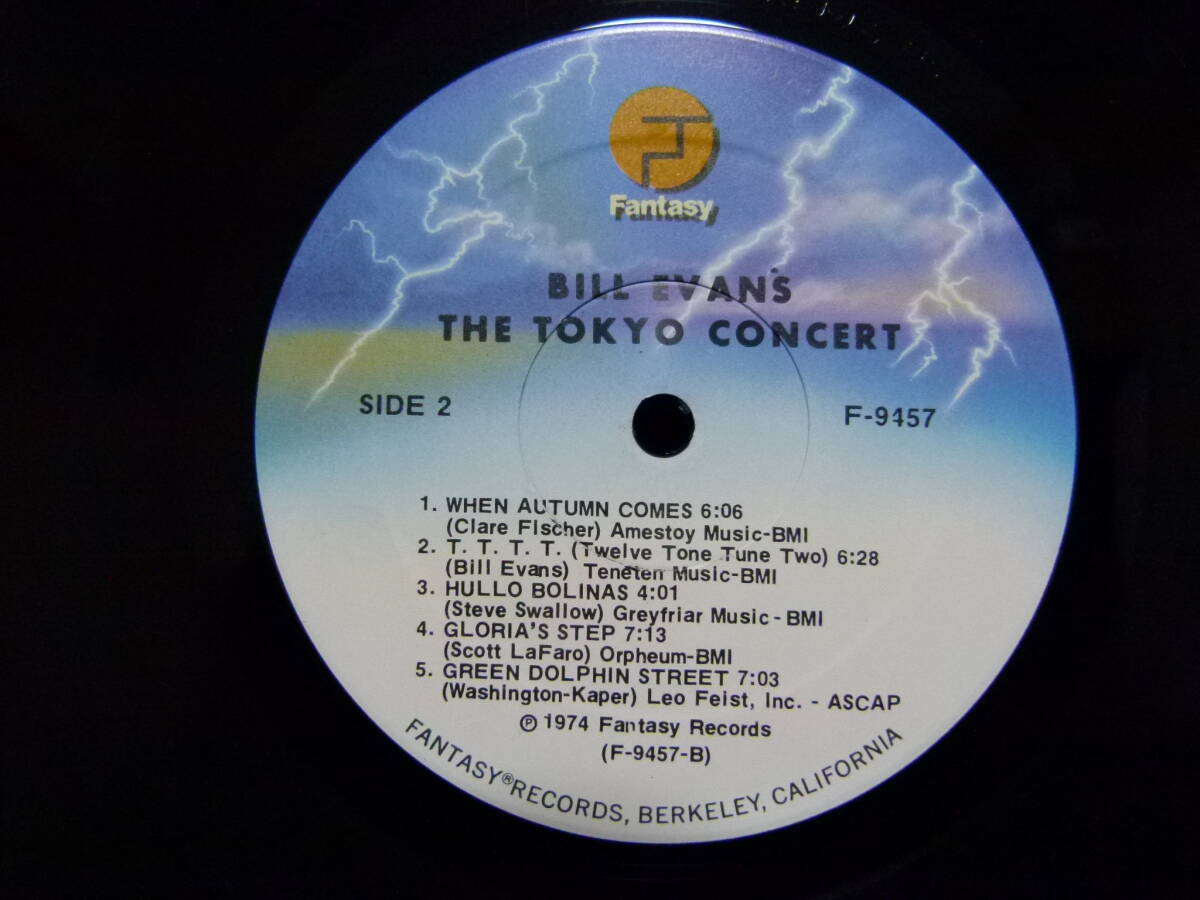 Fantasy
BILL EVANS
THE TOKYO CONCERT
SIDE 2
F-9457
1. WHEN AUTUMN COMES 6:06
(Clare Fischer) Amestoy Music-BMI
2. T. T. T. T. (Twelve Tone Tune Two) 6:28
(Bill Evans) Teneten Music-BMI
3. HULLO BOLINAS 4:01
(Steve Swallow) Greyfriar Music - BMI
4. GLORIA'S STEP 7:13
(Scott LaFaro) Orpheum-BMI
5. GREEN DOLPHIN STREET 7:03
(Washington-Kaper) Leo Feist, Inc. - ASCAP
℗ 1974 Fantasy Records
(F-9457-B)
FANTASY® RECORDS, BERKELEY, CALIFORNIA